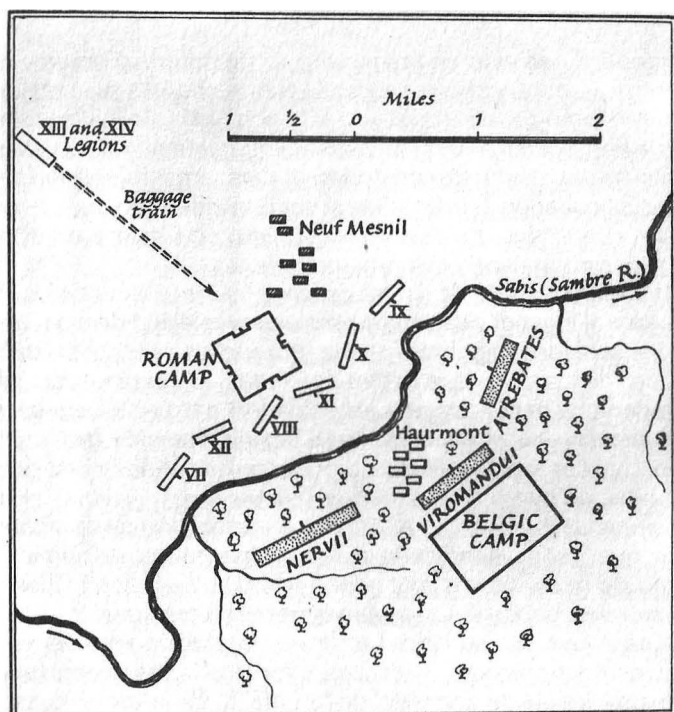 Miles
1 ½ 0 1 2
XIII and XIV
Legions
Baggage
train
Neuf Mesnil
Sabis (Sambre R.)
IX
X
ROMAN
CAMP
XI
ATREBATES
VIII
Haurmont
XII
VII
VIROMANDUI
BELGIC
CAMP
NERVII